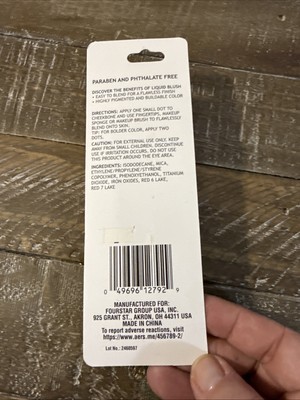 PARABEN AND PHTHALATE FREE
DISCOVER THE BENEFITS OF LIQUID BLUSH
• EASY TO BLEND FOR A FLAWLESS FINISH
• HIGHLY PIGMENTED AND BUILDABLE COLOR
DIRECTIONS: APPLY ONE SMALL DOT TO
CHEEKBONE AND USE FINGERTIPS, MAKEUP
SPONGE OR MAKEUP BRUSH TO FLAWLESSLY
BLEND ONTO SKIN.
TIP: FOR BOLDER COLOR, APPLY TWO
DOTS.
CAUTION: FOR EXTERNAL USE ONLY. KEEP
AWAY FROM SMALL CHILDREN. DISCONTINUE
USE IF IRRITATION OCCURS. DO NOT USE
THIS PRODUCT AROUND THE EYE AREA.
INGREDIENTS: ISODODECANE, MICA,
ETHYLENE/PROPYLENE/STYRENE
COPOLYMER, PHENOXYETHANOL, TITANIUM
DIOXIDE, IRON OXIDES, RED 6 LAKE,
RED 7 LAKE
0 49696 12792 9
MANUFACTURED FOR:
FOURSTAR GROUP USA, INC.
925 GRANT ST., AKRON, OH 44311 USA
MADE IN CHINA
To report adverse reactions, visit
https://www.aers.me/456789-2/
Lot No.: 2460567